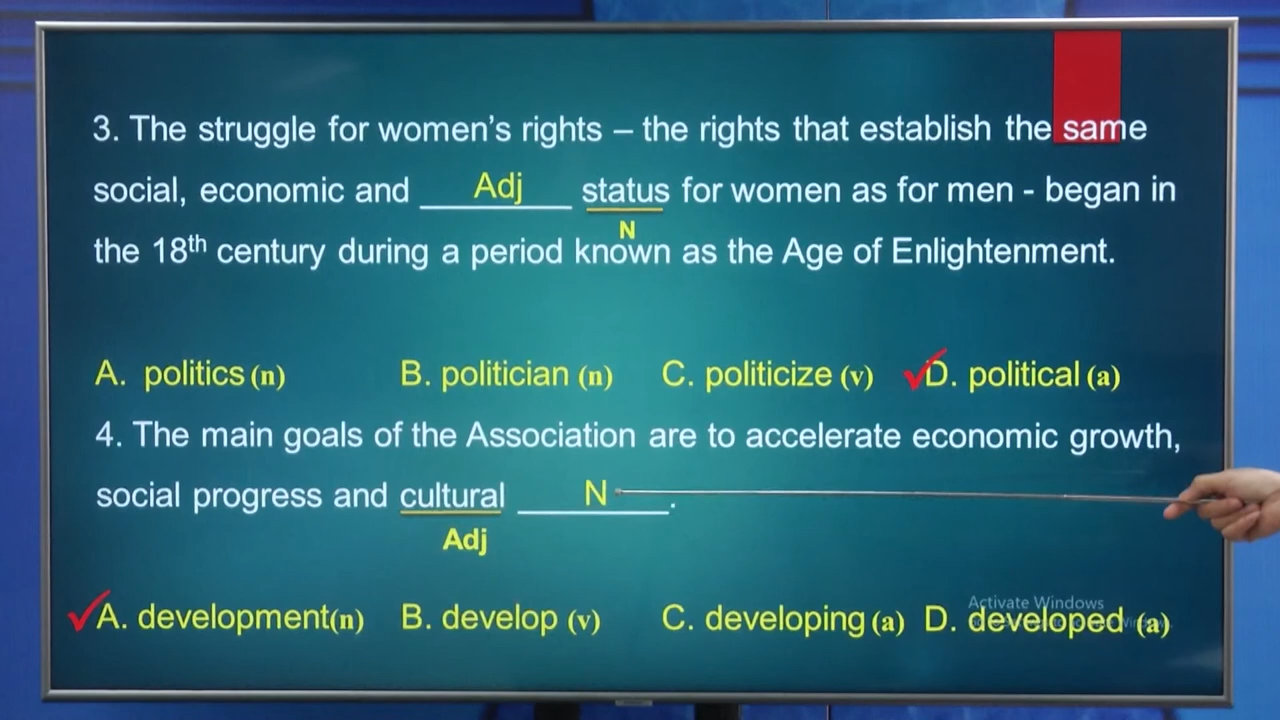 3. The struggle for women’s rights – the rights that establish the same
social, economic and ________ Adj status for women as for men - began in
N
the 18th century during a period known as the Age of Enlightenment.
A. politics (n) B. politician (n) C. politicize (v) D. political (a)
4. The main goals of the Association are to accelerate economic growth,
social progress and cultural ________ N.
Adj
A. development(n) B. develop (v) C. developing (a) D. developed (a)
Activate Windows